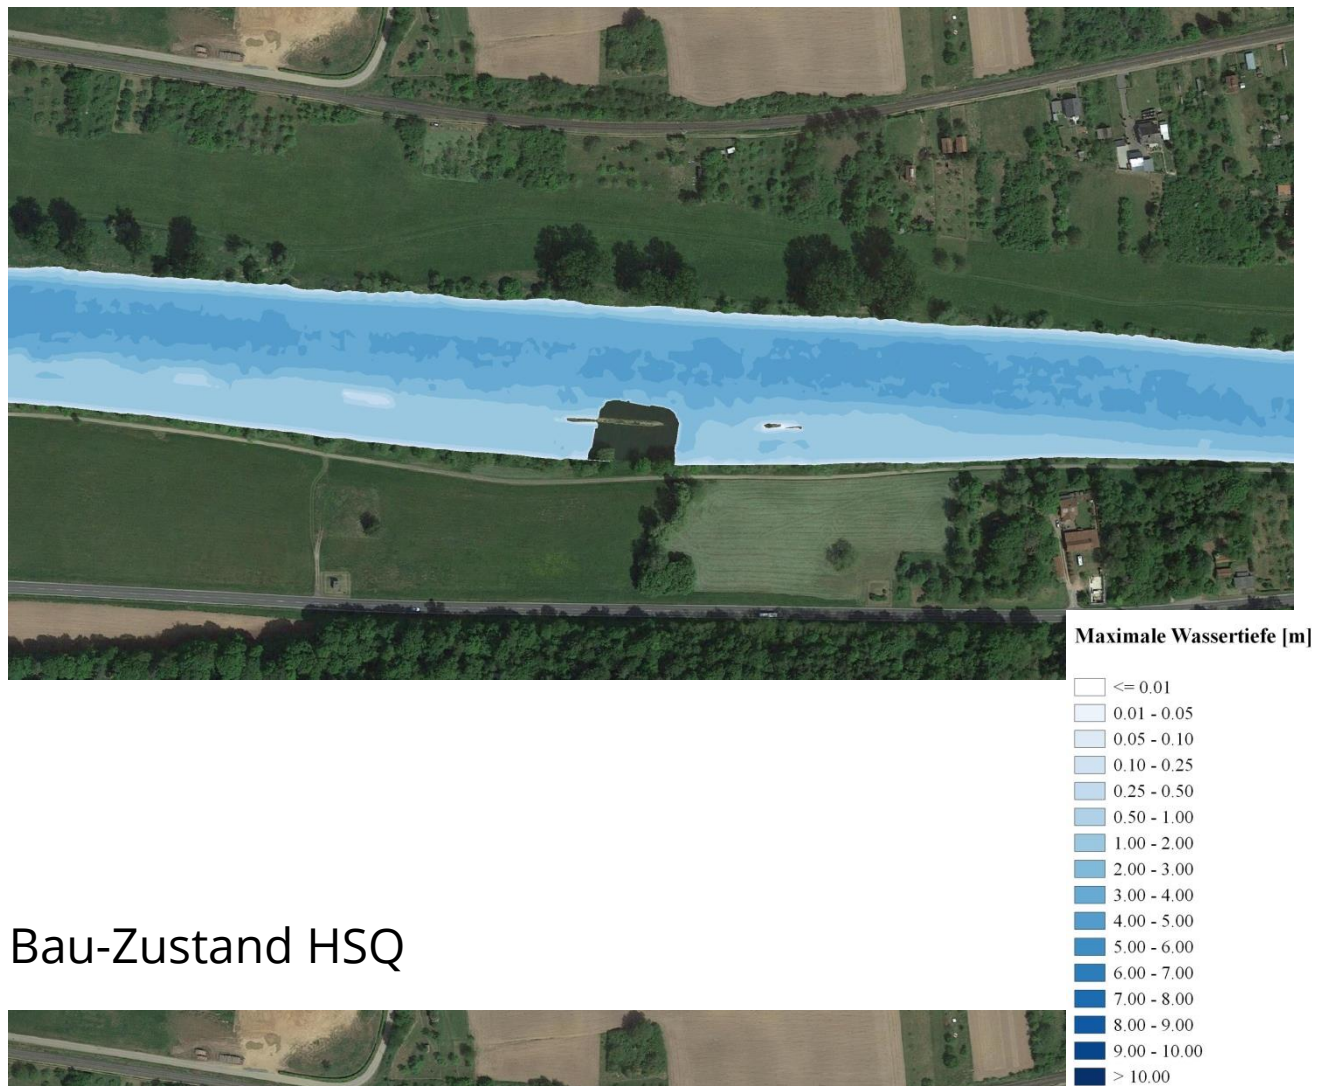 Maximale Wassertiefe [m]
<= 0.01
0.01 - 0.05
0.05 - 0.10
0.10 - 0.25
0.25 - 0.50
0.50 - 1.00
1.00 - 2.00
2.00 - 3.00
3.00 - 4.00
4.00 - 5.00
5.00 - 6.00
6.00 - 7.00
7.00 - 8.00
8.00 - 9.00
9.00 - 10.00
> 10.00
Bau-Zustand HSQ